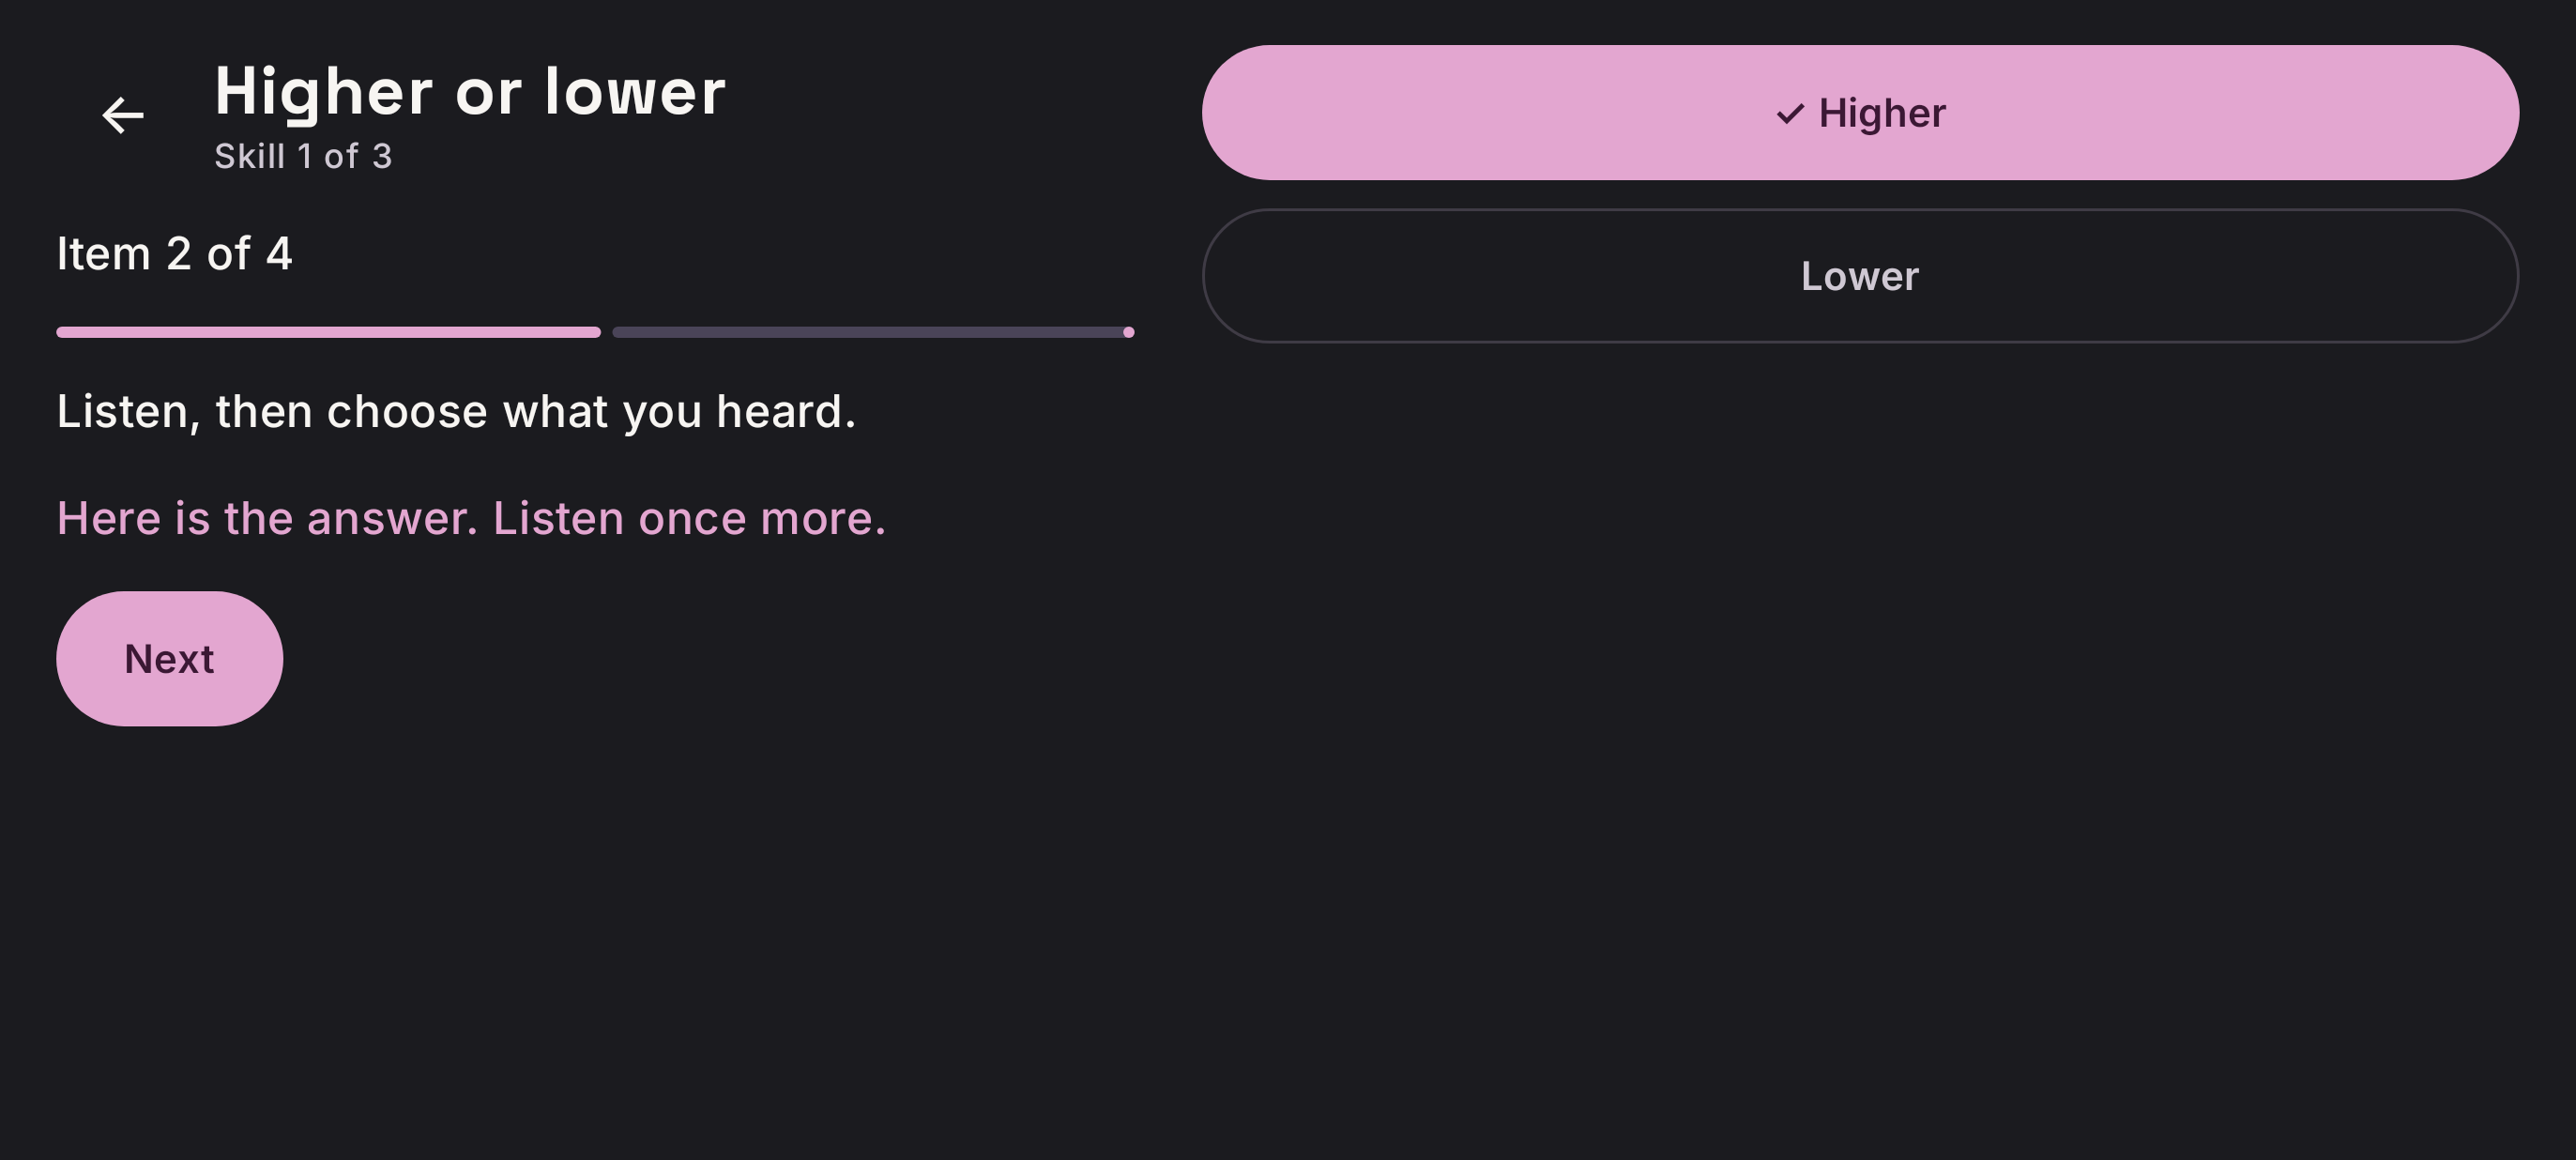 Higher or lower
Skill 1 of 3
Item 2 of 4
Listen, then choose what you heard.
Here is the answer. Listen once more.
Next
Higher
Lower